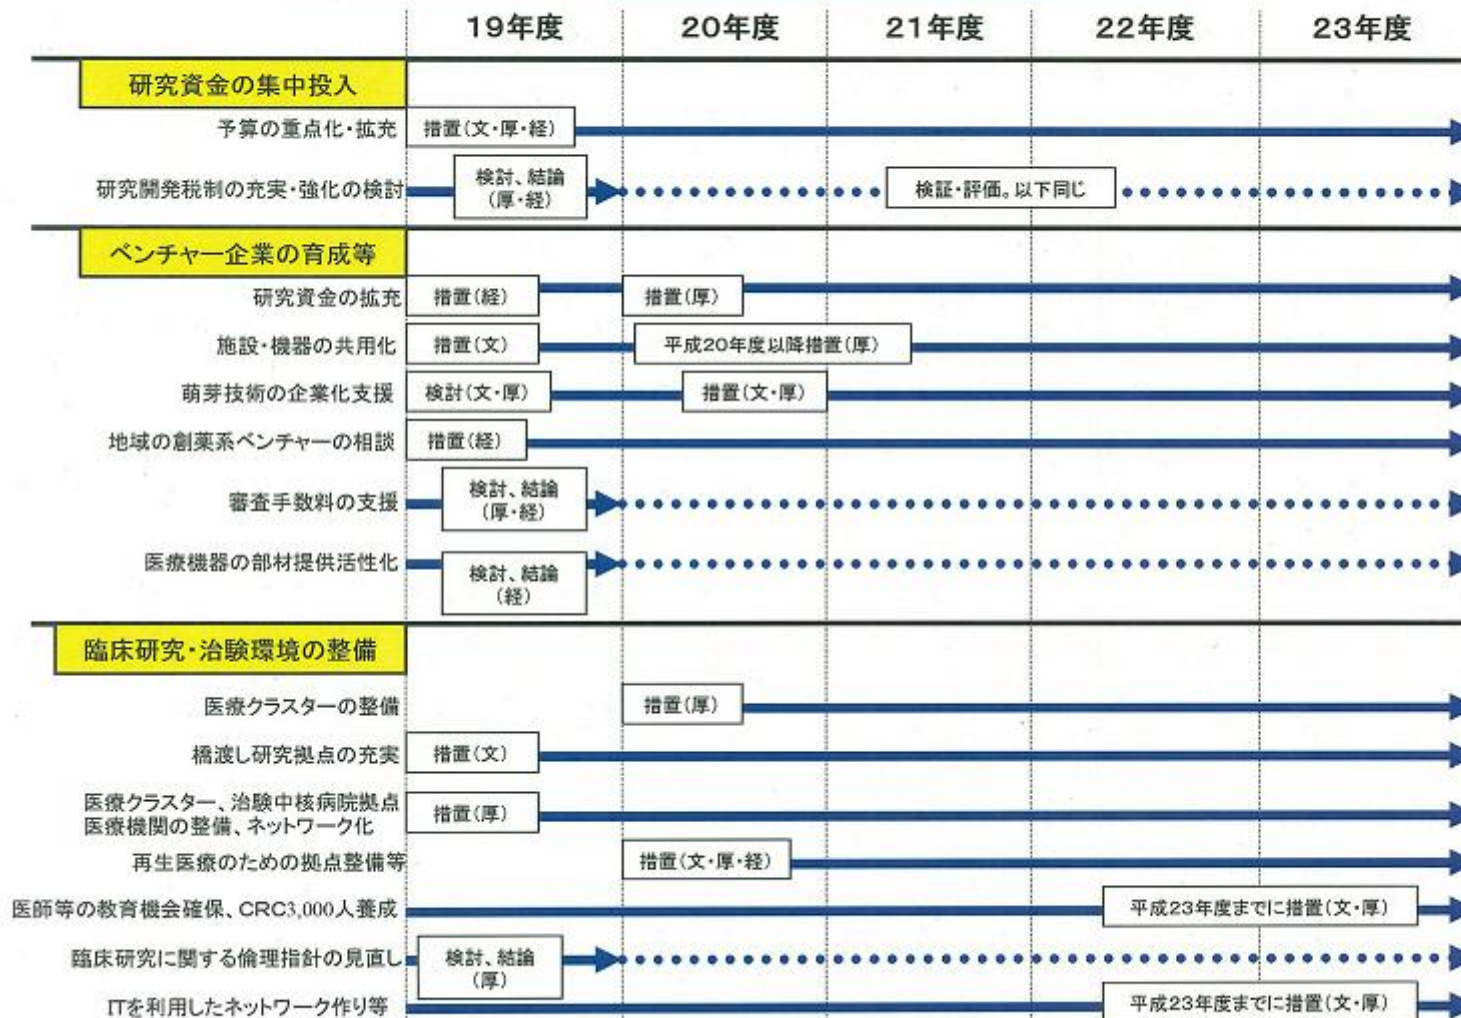 19年度 20年度 21年度 22年度 23年度
研究資金の集中投入
予算の重点化・拡充 措置(文・厚・経)
研究開発税制の充実・強化の検討 検討、結論 検証・評価。以下同じ
(厚・経)
ベンチャー企業の育成等
研究資金の拡充 措置(経) 措置(厚)
施設・機器の共用化 措置(文) 平成20年度以降措置(厚)
萌芽技術の企業化支援 検討(文・厚) 措置(文・厚)
地域の創薬系ベンチャーの相談 措置(経)
審査手数料の支援 検討、結論
(厚・経)
医療機器の部材提供活性化 検討、結論
(経)
臨床研究・治験環境の整備
医療クラスターの整備 措置(厚)
橋渡し研究拠点の充実 措置(文)
医療クラスター、治験中核病院拠点
医療機関の整備、ネットワーク化 措置(厚)
再生医療のための拠点整備等 措置(文・厚・経)
医師等の教育機会確保、CRC3,000人養成 平成23年度までに措置(文・厚)
臨床研究に関する倫理指針の見直し 検討、結論
(厚)
ITを利用したネットワーク作り等 平成23年度までに措置(文・厚)